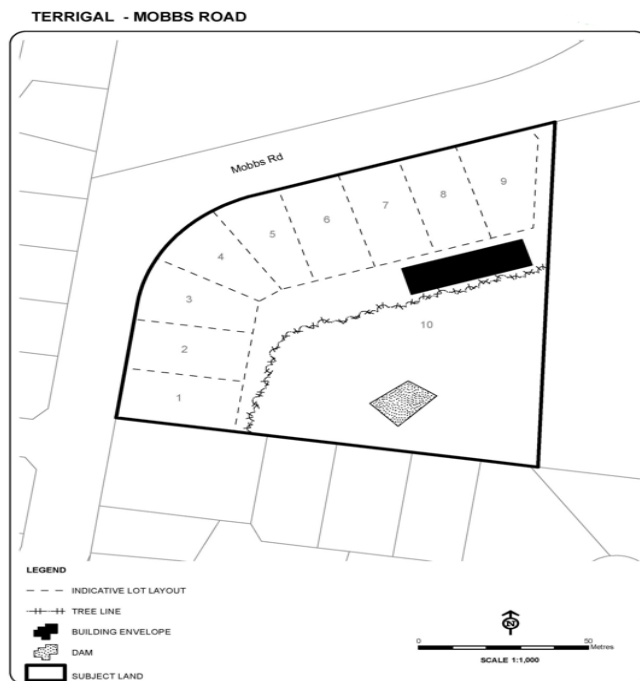 TERRIGAL - MOBBS ROAD
Mobbs Rd
9
8
7
6
5
4
3
10
2
1
LEGEND
INDICATIVE LOT LAYOUT
TREE LINE
BUILDING ENVELOPE
DAM
SUBJECT LAND
N
0 50
Metres
SCALE 1:1,000